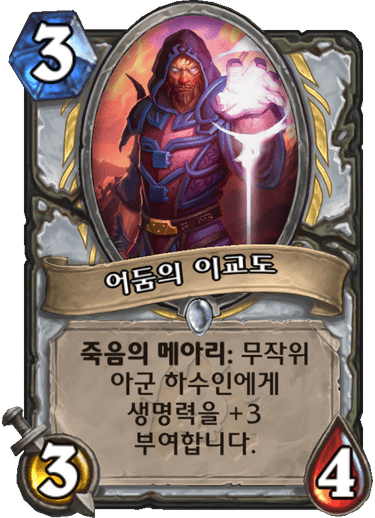 3
어둠의 이교도
죽음의 메아리: 무작위
아군 하수인에게
생명력을 +3
부여합니다.
3
4